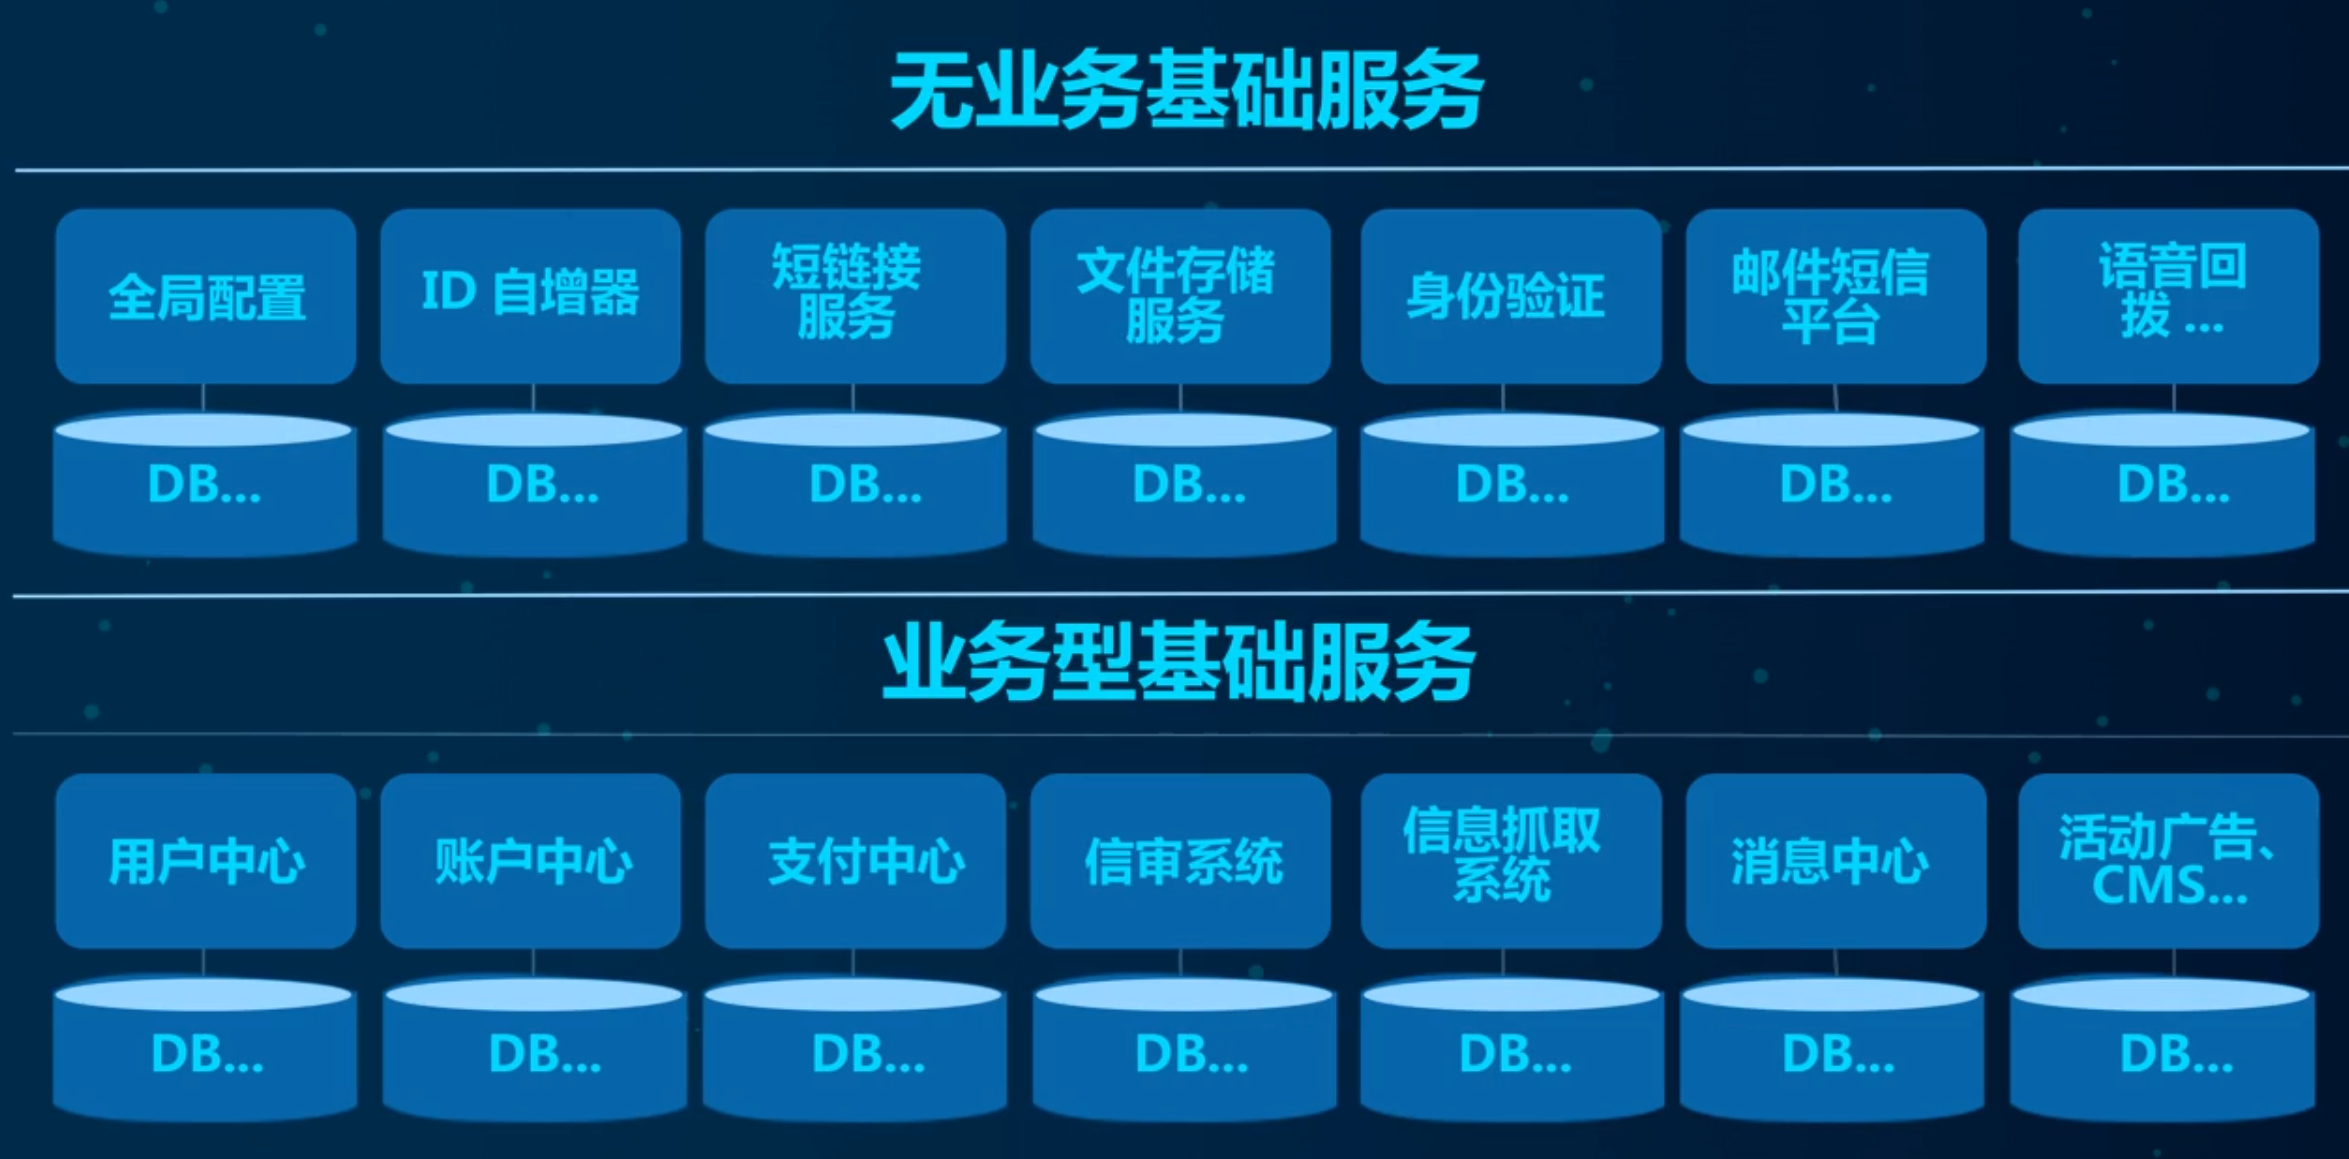 无业务基础服务
全局配置
ID 自增器
短链接
服务
文件存储
服务
身份验证
邮件短信
平台
语音回
拨 ...
DB...
DB...
DB...
DB...
DB...
DB...
DB...
业务型基础服务
用户中心
账户中心
支付中心
信审系统
信息抓取
系统
消息中心
活动广告、
CMS...
DB...
DB...
DB...
DB...
DB...
DB...
DB...